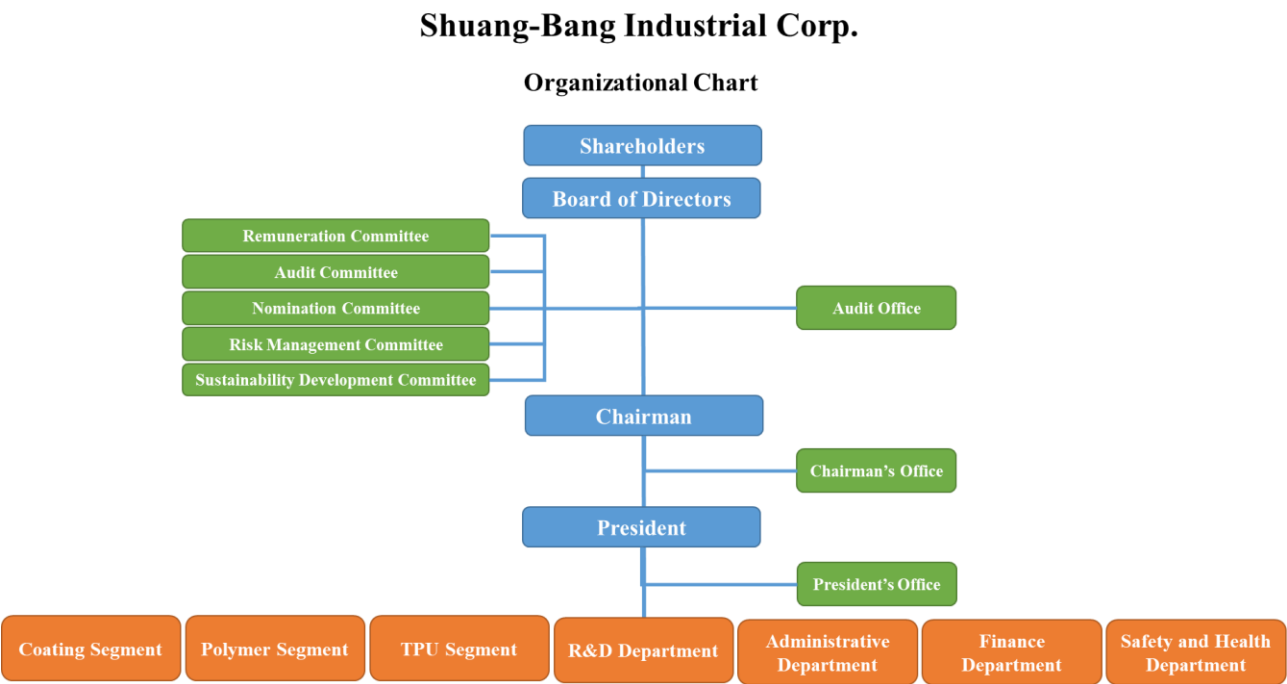 Shuang-Bang Industrial Corp.
Organizational Chart
Shareholders
Board of Directors
Remuneration Committee
Audit Committee
Nomination Committee
Risk Management Committee
Sustainability Development Committee
Audit Office
Chairman
Chairman’s Office
President
President’s Office
Coating Segment
Polymer Segment
TPU Segment
R&D Department
Administrative
Department
Finance
Department
Safety and Health
Department